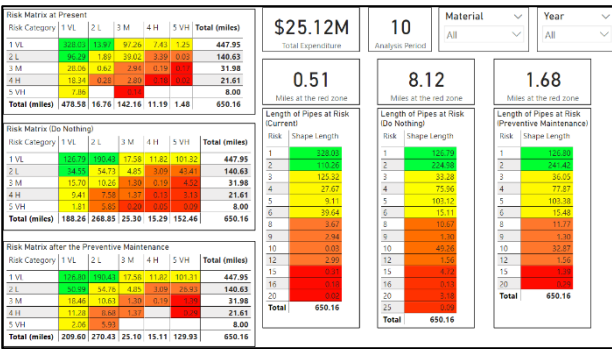 Risk Matrix at Present
Risk Category 1 VL 2 L 3 M 4 H 5 VH Total (miles)
1 VL 328.03 13.97 97.26 7.43 1.25 447.95
2 L 96.29 1.89 39.02 3.39 0.03 140.63
3 M 28.06 0.62 2.94 0.19 0.17 31.98
4 H 18.34 0.28 2.80 0.18 0.02 21.61
5 VH 7.86 0.14 8.00
Total (miles) 478.58 16.76 142.16 11.19 1.48 650.16
Risk Matrix (Do Nothing)
Risk Category 1 VL 2 L 3 M 4 H 5 VH Total (miles)
1 VL 126.79 190.43 17.58 11.82 101.32 447.95
2 L 34.55 54.73 4.85 3.09 43.41 140.63
3 M 15.70 10.26 1.30 0.19 4.52 31.98
4 H 9.41 7.58 1.37 0.13 3.13 21.61
5 VH 1.81 5.85 0.20 0.05 0.09 8.00
Total (miles) 188.26 268.85 25.30 15.29 152.46 650.16
Risk Matrix after the Preventive Maintenance
Risk Category 1 VL 2 L 3 M 4 H 5 VH Total (miles)
1 VL 126.80 190.43 17.58 11.82 101.31 447.95
2 L 50.99 54.76 4.85 3.09 26.93 140.63
3 M 18.46 10.63 1.30 0.19 1.39 31.98
4 H 11.28 8.68 1.37 0.29 21.61
5 VH 2.06 5.93 8.00
Total (miles) 209.60 270.43 25.10 15.11 129.93 650.16
$25.12M
Total Expenditure
10
Analysis Period
Material
All
Year
All
0.51
Miles at the red zone
8.12
Miles at the red zone
1.68
Miles at the red zone
Length of Pipes at Risk
(Current)
Risk Shape Length
1 328.03
2 110.26
3 125.32
4 27.67
5 9.11
6 39.64
8 3.67
9 2.94
10 0.03
12 2.99
15
16
20 0.02
Total 650.16
Length of Pipes at Risk
(Do Nothing)
Risk Shape Length
1 126.79
2 224.98
3 33.28
4 75.96
5 103.12
6 15.11
8 10.67
9 1.30
10 49.26
12 1.56
15 4.72
16 0.13
20 3.18
25 0.09
Total 650.16
Length of Pipes at Risk
(Preventive Maintenance)
Risk Shape Length
1 126.80
2 241.42
3 36.05
4 77.87
5 103.38
6 15.48
8 11.77
9 1.30
10 32.87
12 1.56
15 1.39
20 0.29
Total 650.16